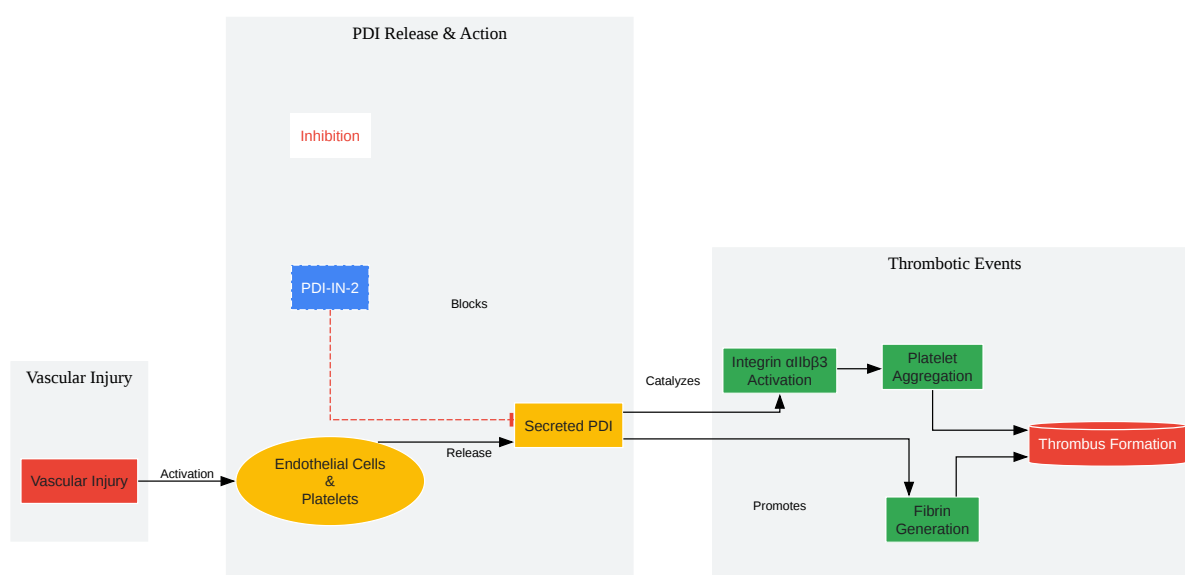 PDI Release & Action
Inhibition
PDI-IN-2
Blocks
Thrombotic Events
Integrin αIIbβ3
Activation
Platelet
Aggregation
Catalyzes
Vascular Injury
Secreted PDI
Thrombus Formation
Release
Endothelial Cells
&
Platelets
Activation
Vascular Injury
Promotes
Fibrin
Generation